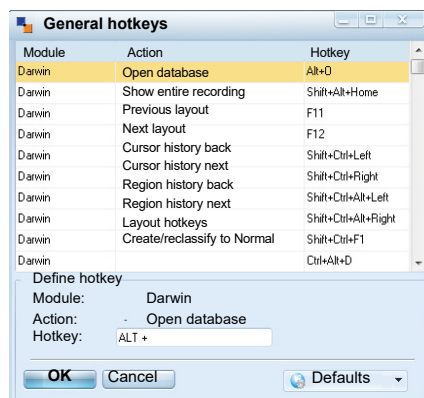 General hotkeys
Module Action Hotkey
Darwin Open database Alt+O
Darwin Show entire recording Shift+Alt+Home
Darwin Previous layout F11
Darwin Next layout F12
Darwin Cursor history back Shift+Ctrl+Left
Darwin Cursor history next Shift+Ctrl+Right
Darwin Region history back Shift+Ctrl+Alt+Left
Darwin Region history next Shift+Ctrl+Alt+Right
Darwin Layout hotkeys Shift+Ctrl+F1
Darwin Create/reclassify to Normal Ctrl+Alt+D
Define hotkey
Module: Darwin
Action: - Open database
Hotkey: ALT +
OK Cancel Defaults